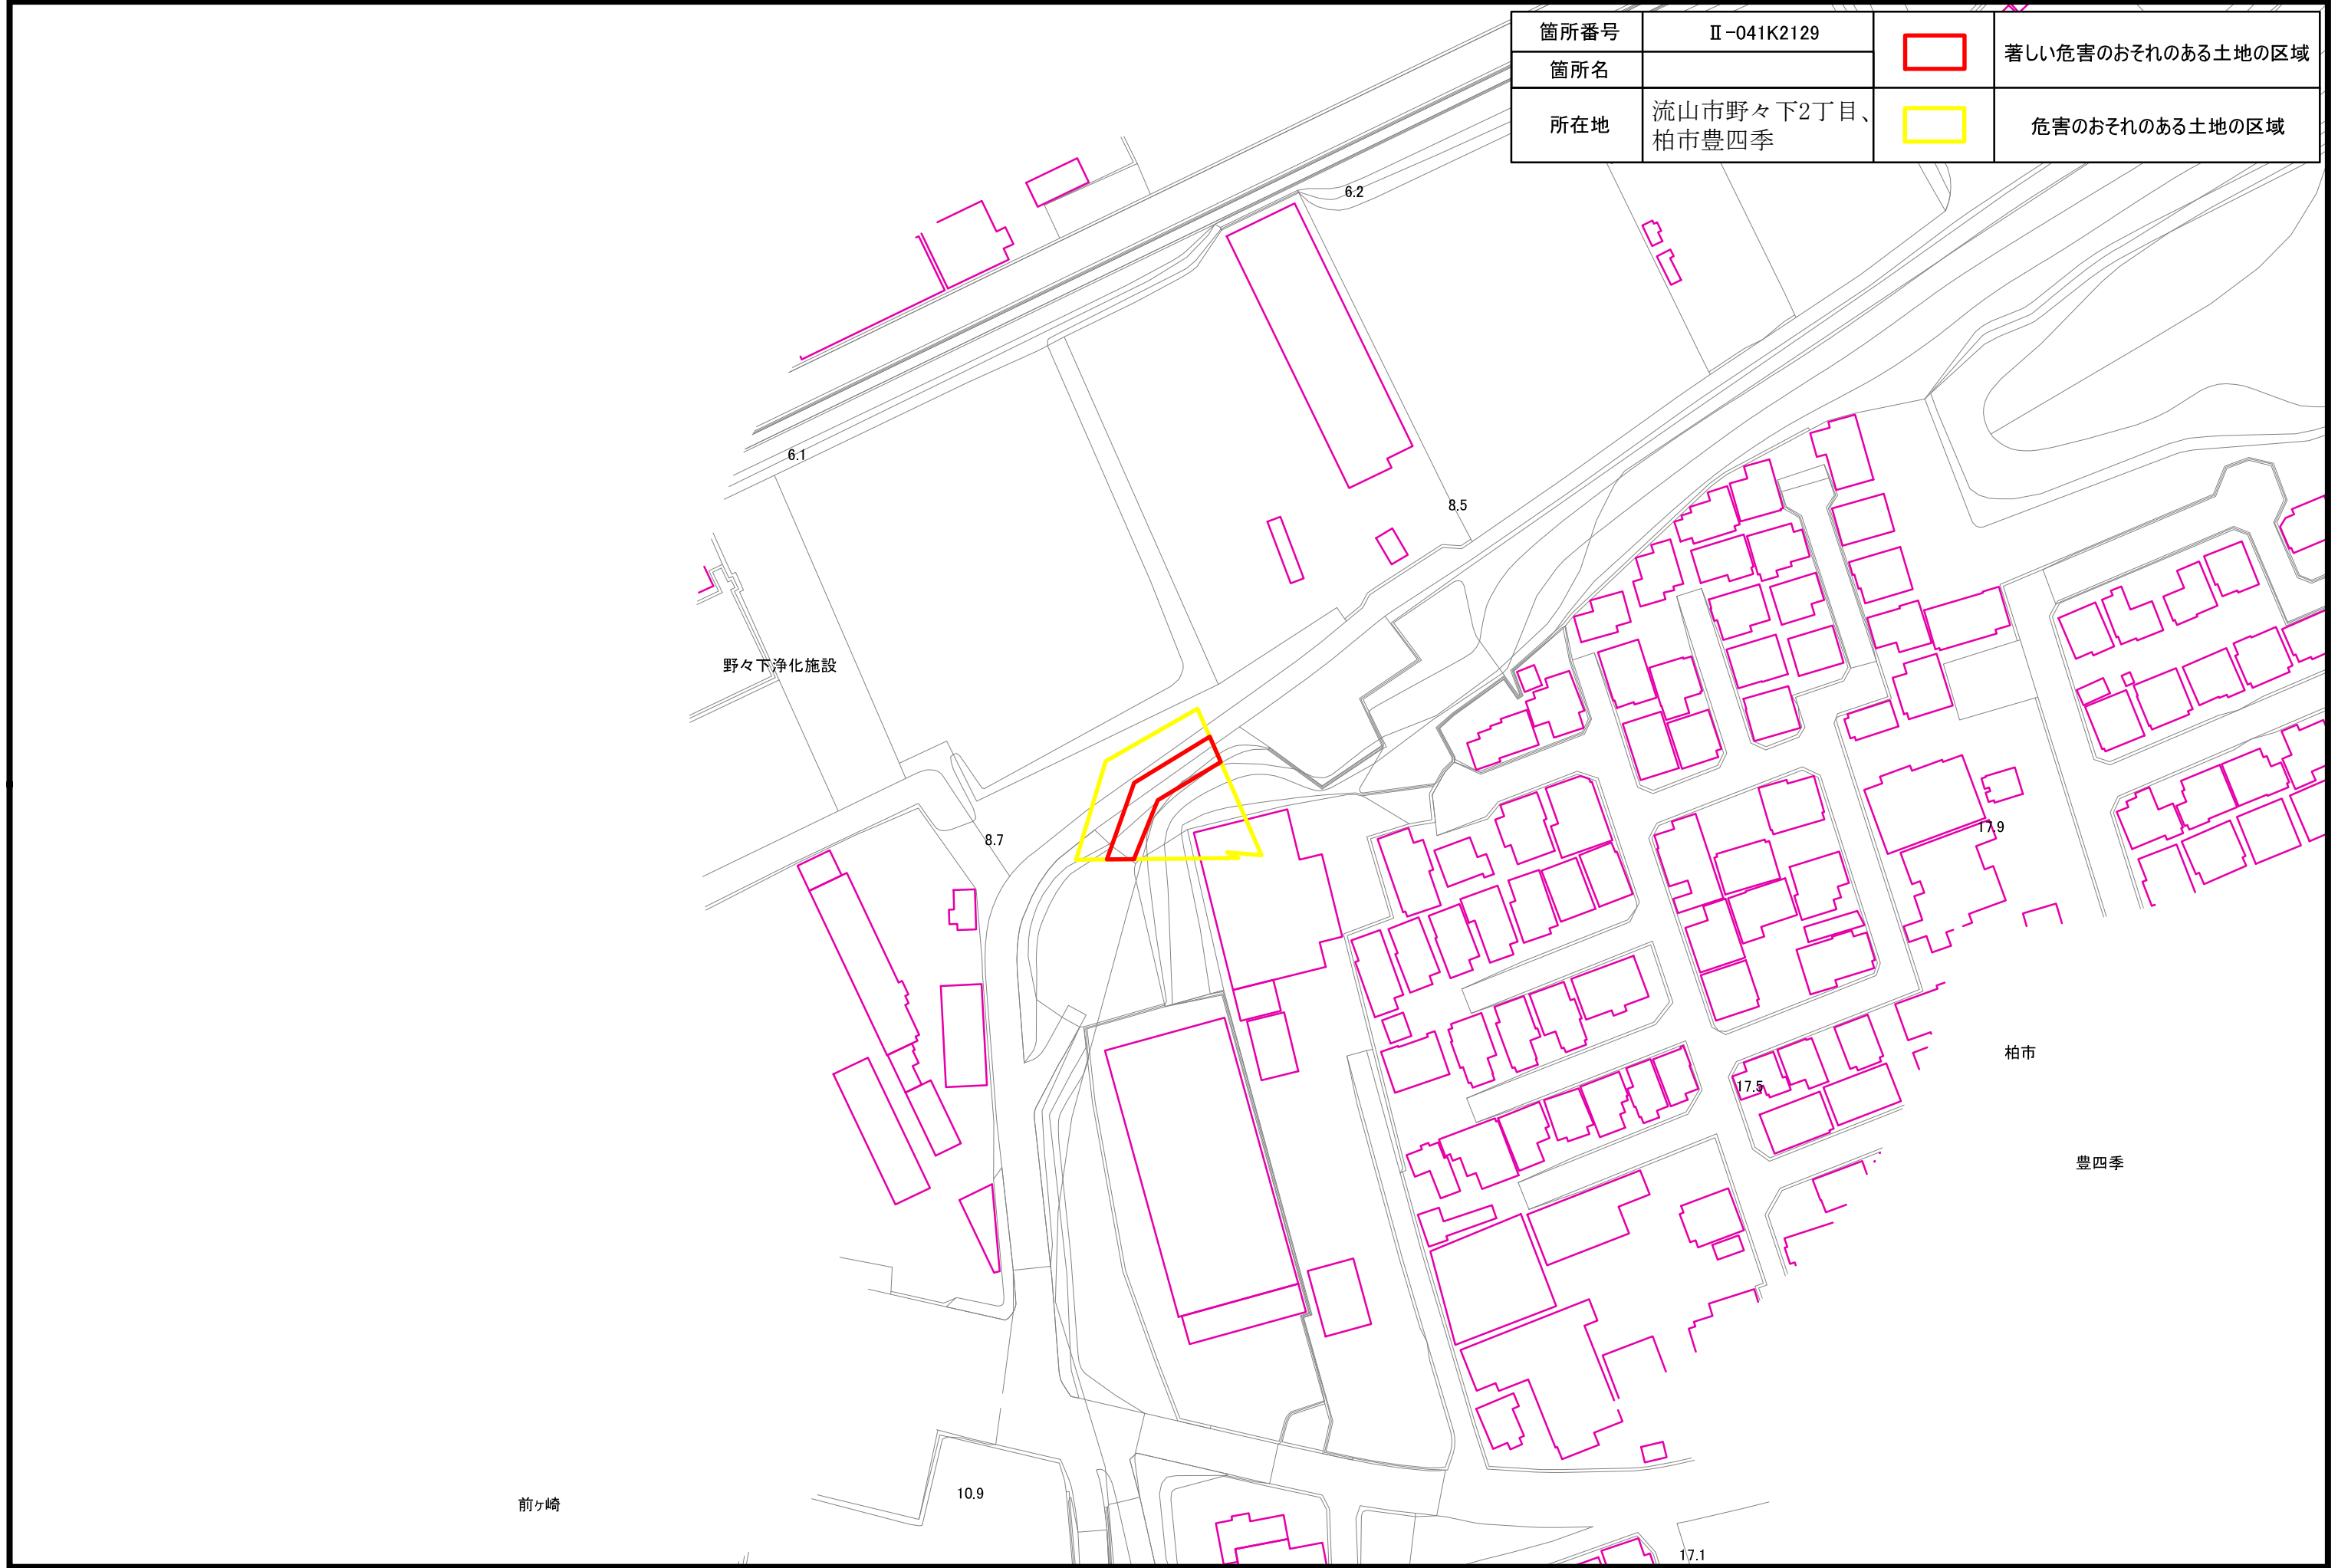 箇所番号
Ⅱ-041K2129
著しい危害のおそれのある土地の区域
箇所名
所在地
流山市野々下2丁目、
柏市豊四季
危害のおそれのある土地の区域
6.2
6.1
8.5
野々下浄化施設
8.7
17.9
柏市
17.5
豊四季
前ヶ崎
10.9
17.1